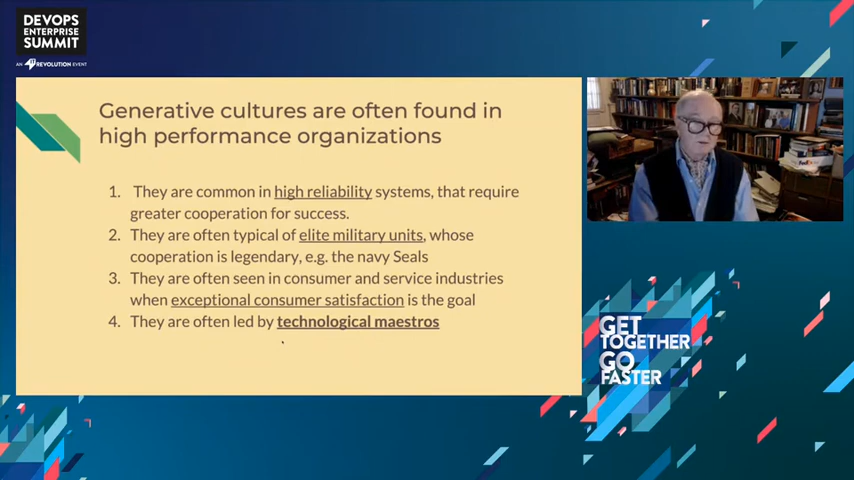 DEVOPS
ENTERPRISE
SUMMIT
AN IT REVOLUTION EVENT
Generative cultures are often found in
high performance organizations
1. They are common in high reliability systems, that require
greater cooperation for success.
2. They are often typical of elite military units, whose
cooperation is legendary, e.g. the navy Seals
3. They are often seen in consumer and service industries
when exceptional consumer satisfaction is the goal
4. They are often led by technological maestros
FedEx
GET
TOGETHER
GO
FASTER